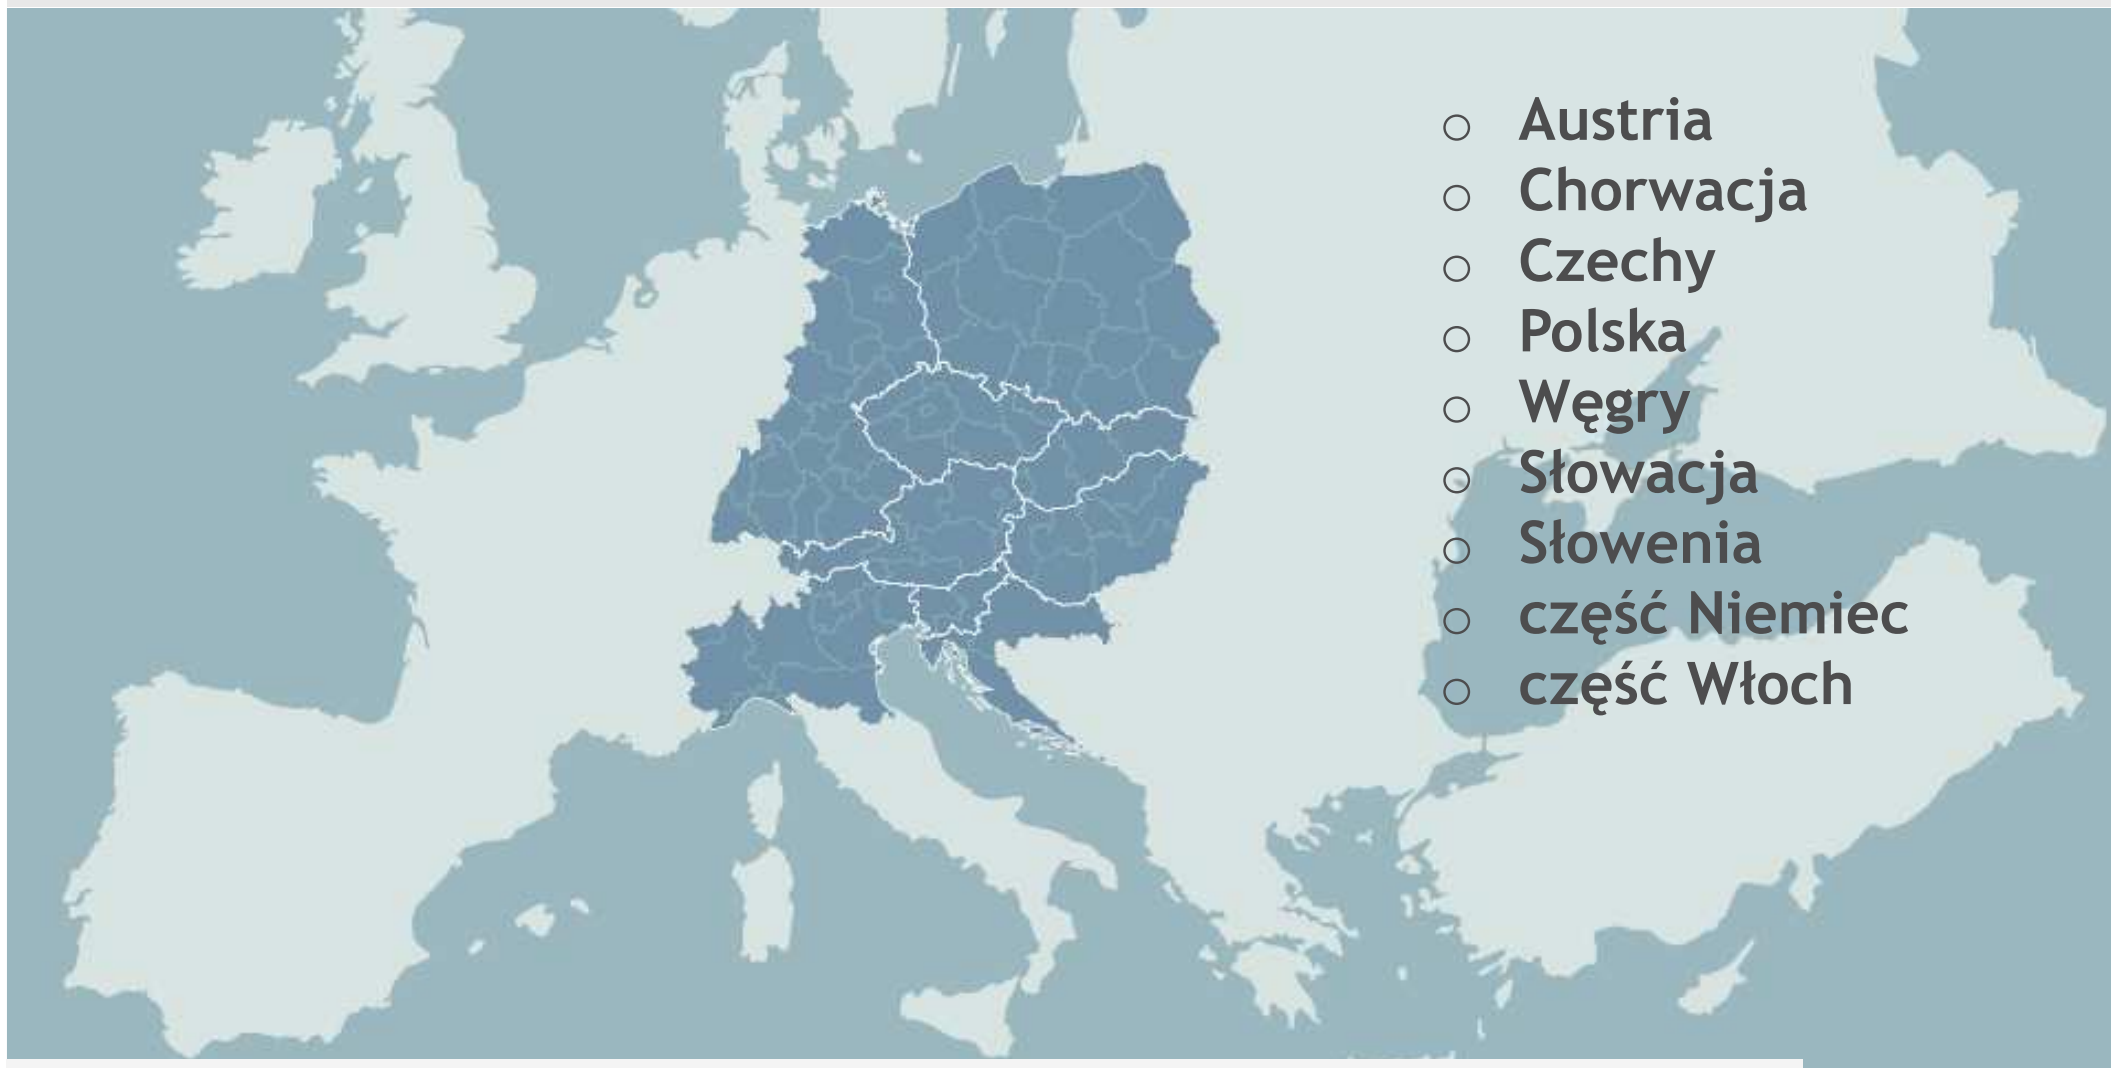 ○ Austria
○ Chorwacja
○ Czechy
○ Polska
○ Węgry
○ Słowacja
○ Słowenia
○ część Niemiec
○ część Włoch